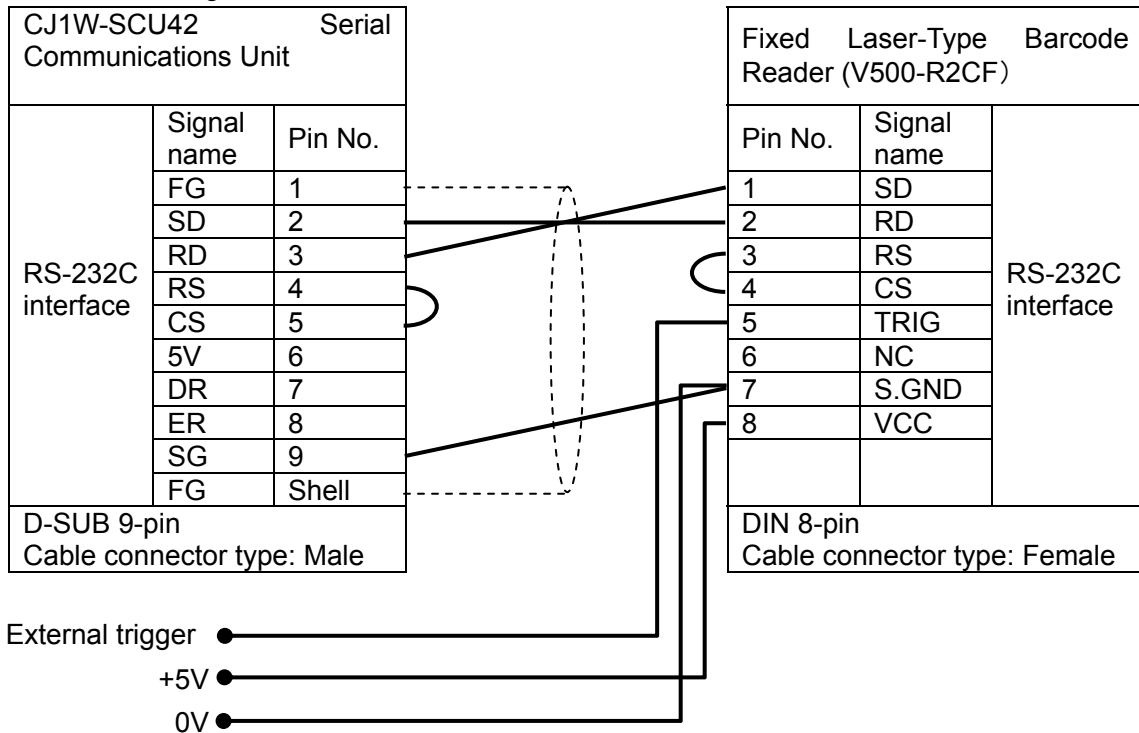 CJ1W-SCU42 Serial
Communications Unit
Fixed Laser-Type Barcode
Reader (V500-R2CF）
RS-232C
interface
Signal
name
Pin No.
FG 1
SD 2
RD 3
RS 4
CS 5
5V 6
DR 7
ER 8
SG 9
FG Shell
D-SUB 9-pin
Cable connector type: Male
Pin No.
Signal
name
1 SD
2 RD
3 RS
4 CS
5 TRIG
6 NC
7 S.GND
8 VCC
RS-232C
interface
DIN 8-pin
Cable connector type: Female
External trigger
+5V
0V